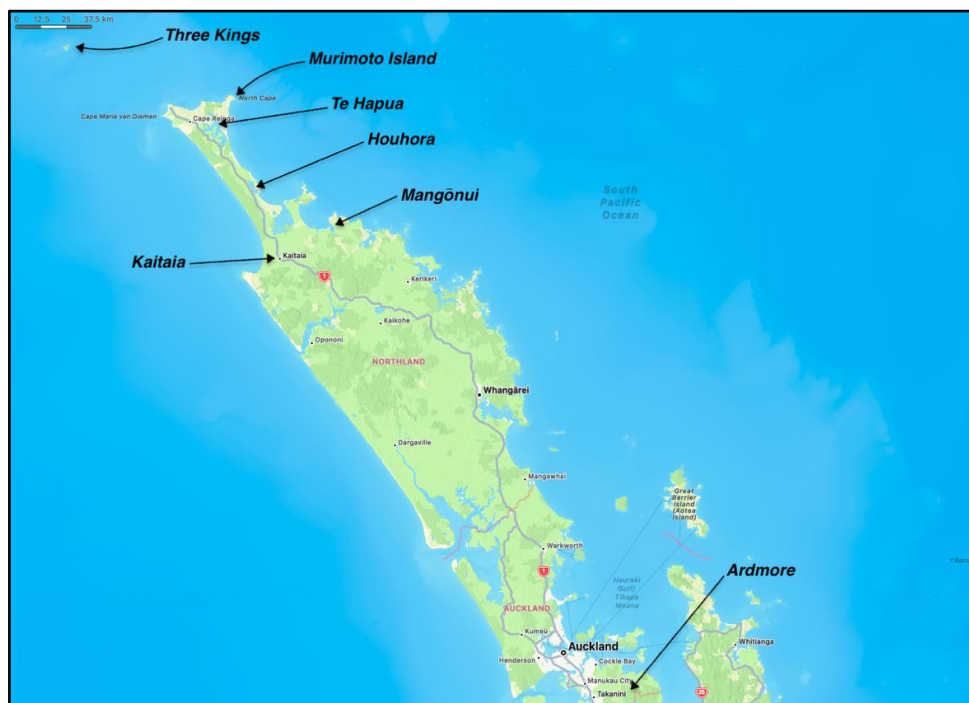 0 12.5 25 37.5 km
Three Kings
Murimoto Island
North Cape
Te Hapua
Cape Maria van Diemen
Cape Reinga
Houhora
South
Pacific
Ocean
Mangōnui
Kaitaia
Kaitaia
1
Kerikeri
Kaikohe
Opononi
NORTHLAND
Whangārei
Dargaville
Mangawhai
Great
Barrier
Island
(Aotea
Island)
Warkworth
Ardmore
1
Hauraki
Gulf/
Tīkapa
Moana
AUCKLAND
Kumeū
Auckland
Whitianga
Henderson
Cockle Bay
Manukau City
Takanini
25